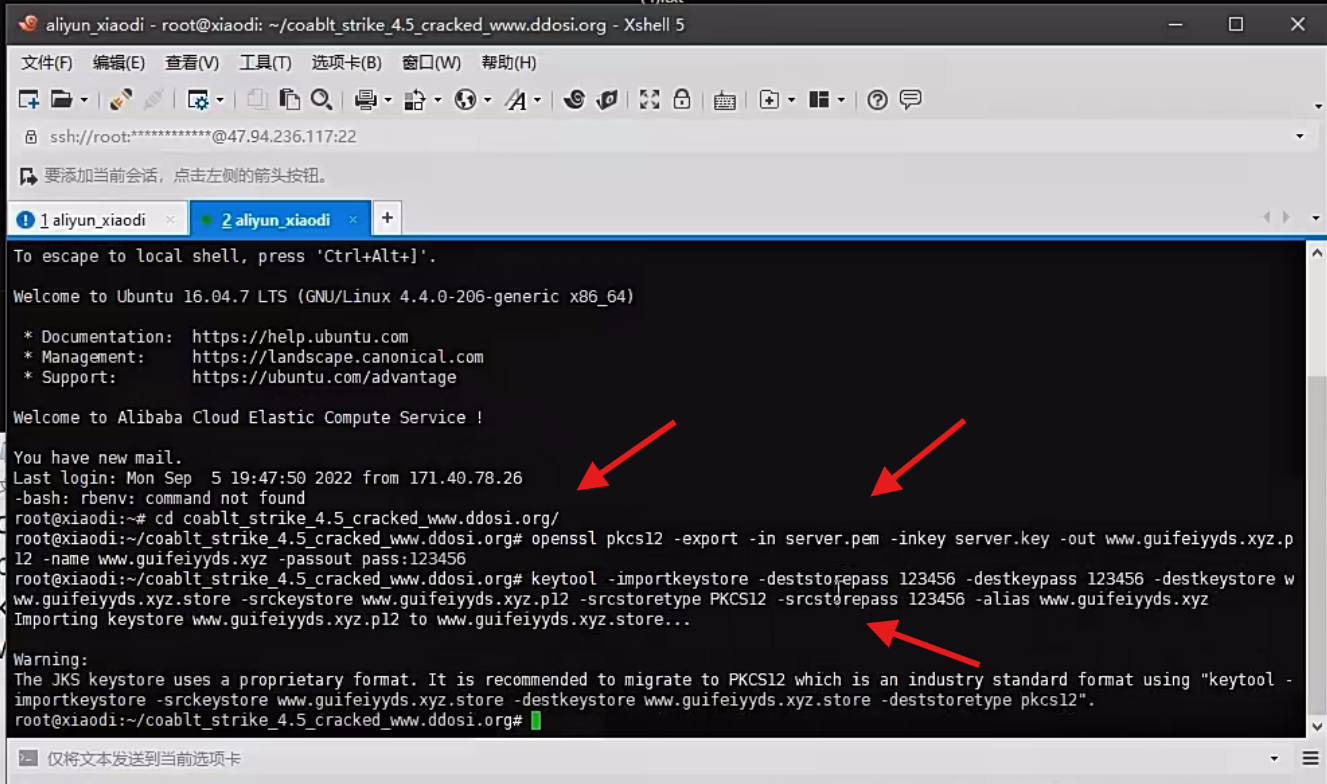 aliyun_xiaodi - root@xiaodi: ~/coablt_strike_4.5_cracked_www.ddosi.org - Xshell 5
文件(F) 编辑(E) 查看(V) 工具(T) 选项卡(B) 窗口(W) 帮助(H)
ssh://root:************@47.94.236.117:22
要添加当前会话，点击左侧的箭头按钮。
1 aliyun_xiaodi × 2 aliyun_xiaodi × +
To escape to local shell, press 'Ctrl+Alt+]'.
Welcome to Ubuntu 16.04.7 LTS (GNU/Linux 4.4.0-206-generic x86_64)
* Documentation: https://help.ubuntu.com
* Management: https://landscape.canonical.com
* Support: https://ubuntu.com/advantage
Welcome to Alibaba Cloud Elastic Compute Service !
You have new mail.
Last login: Mon Sep 5 19:47:50 2022 from 171.40.78.26
-bash: rbenv: command not found
root@xiaodi:~# cd coablt_strike_4.5_cracked_www.ddosi.org/
root@xiaodi:~/coablt_strike_4.5_cracked_www.ddosi.org# openssl pkcs12 -export -in server.pem -inkey server.key -out www.guifeiyyds.xyz.p
12 -name www.guifeiyyds.xyz -passout pass:123456
root@xiaodi:~/coablt_strike_4.5_cracked_www.ddosi.org# keytool -importkeystore -deststorepass 123456 -destkeypass 123456 -destkeystore w
ww.guifeiyyds.xyz.store -srckeystore www.guifeiyyds.xyz.p12 -srcstoretype PKCS12 -srcstorepass 123456 -alias www.guifeiyyds.xyz
Importing keystore www.guifeiyyds.xyz.p12 to www.guifeiyyds.xyz.store...
Warning:
The JKS keystore uses a proprietary format. It is recommended to migrate to PKCS12 which is an industry standard format using "keytool -
importkeystore -srckeystore www.guifeiyyds.xyz.store -destkeystore www.guifeiyyds.xyz.store -deststoretype pkcs12".
root@xiaodi:~/coablt_strike_4.5_cracked_www.ddosi.org#
仅将文本发送到当前选项卡